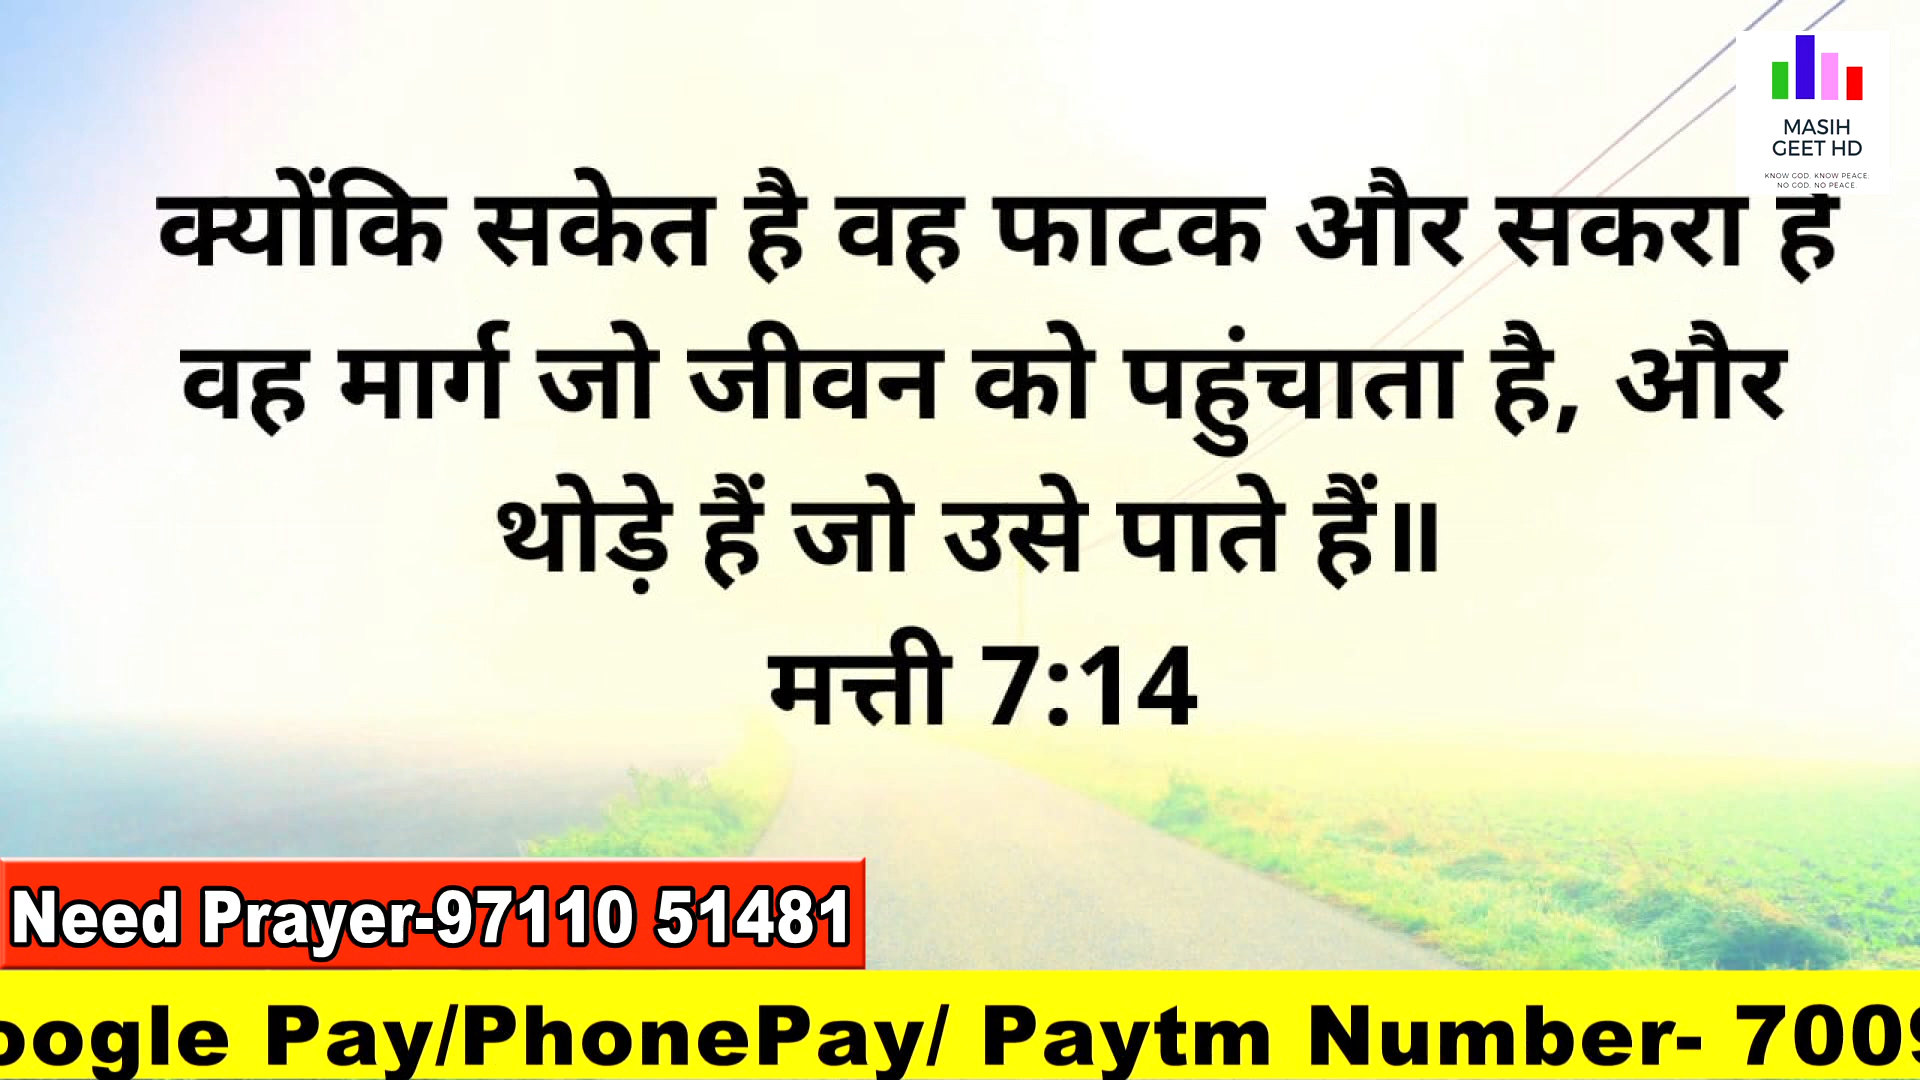 MASIH
GEET HD
KNOW GOD. KNOW PEACE.
NO GOD. NO PEACE.
क्योंकि सकेत है वह फाटक और सकरा है
वह मार्ग जो जीवन को पहुंचाता है, और
थोड़े हैं जो उसे पाते हैं॥
मत्ती 7:14
Need Prayer-97110 51481
oogle Pay/PhonePay/ Paytm Number- 7009